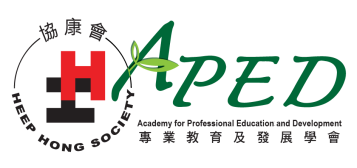 協康會
HEEP HONG SOCIETY
APED
Academy for Professional Education and Development
專業教育及發展學會